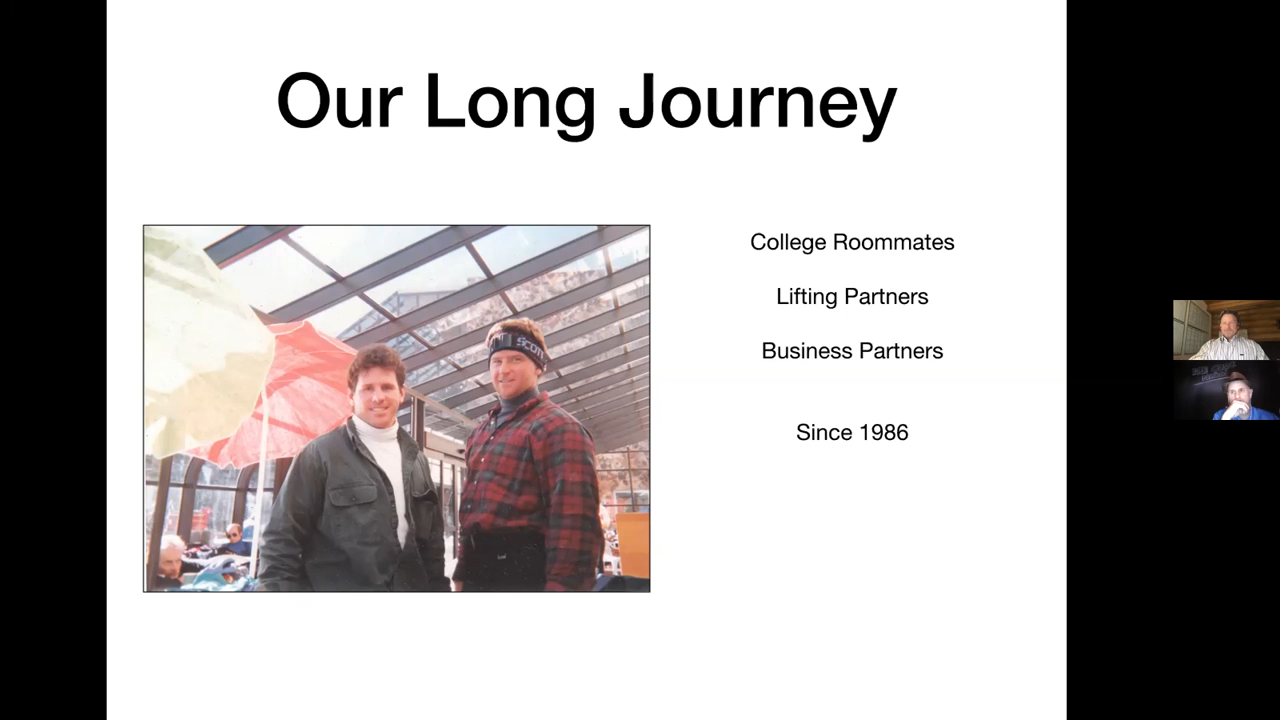 Our Long Journey
College Roommates
Lifting Partners
Business Partners
Since 1986
SCOTT